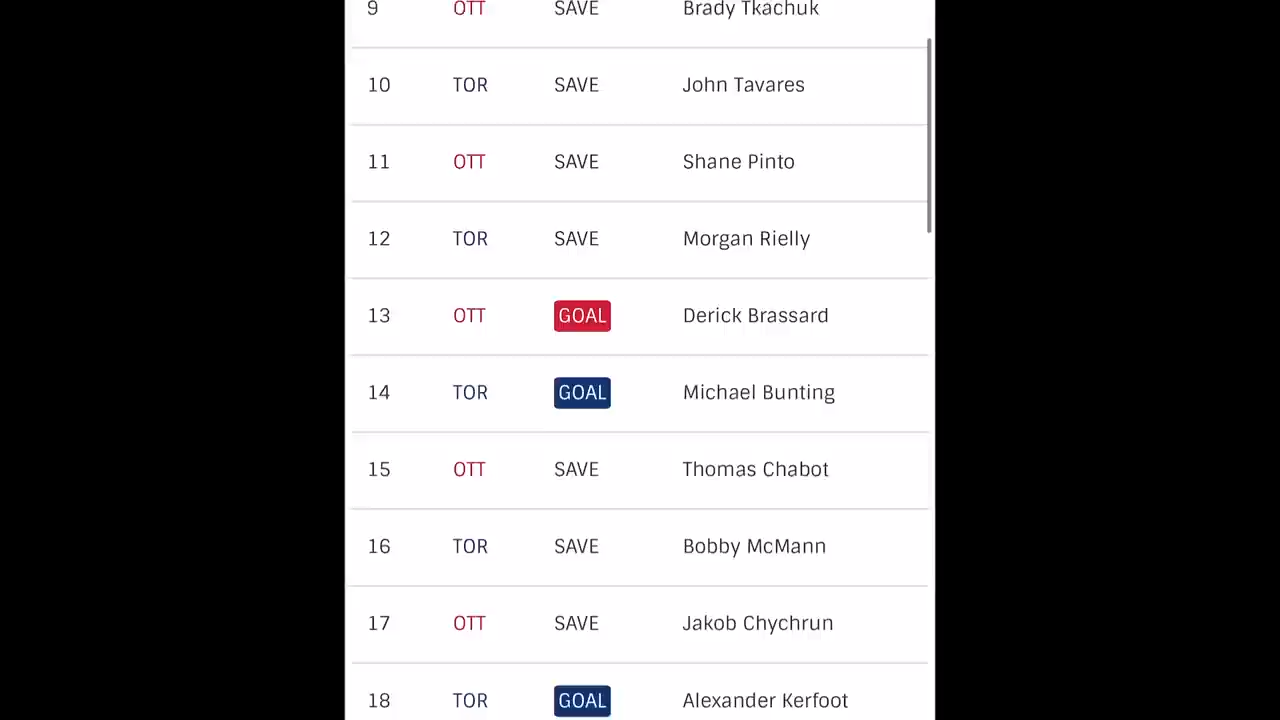 9 OTT SAVE Brady Tkachuk
10 TOR SAVE John Tavares
11 OTT SAVE Shane Pinto
12 TOR SAVE Morgan Rielly
13 OTT GOAL Derick Brassard
14 TOR GOAL Michael Bunting
15 OTT SAVE Thomas Chabot
16 TOR SAVE Bobby McMann
17 OTT SAVE Jakob Chychrun
18 TOR GOAL Alexander Kerfoot